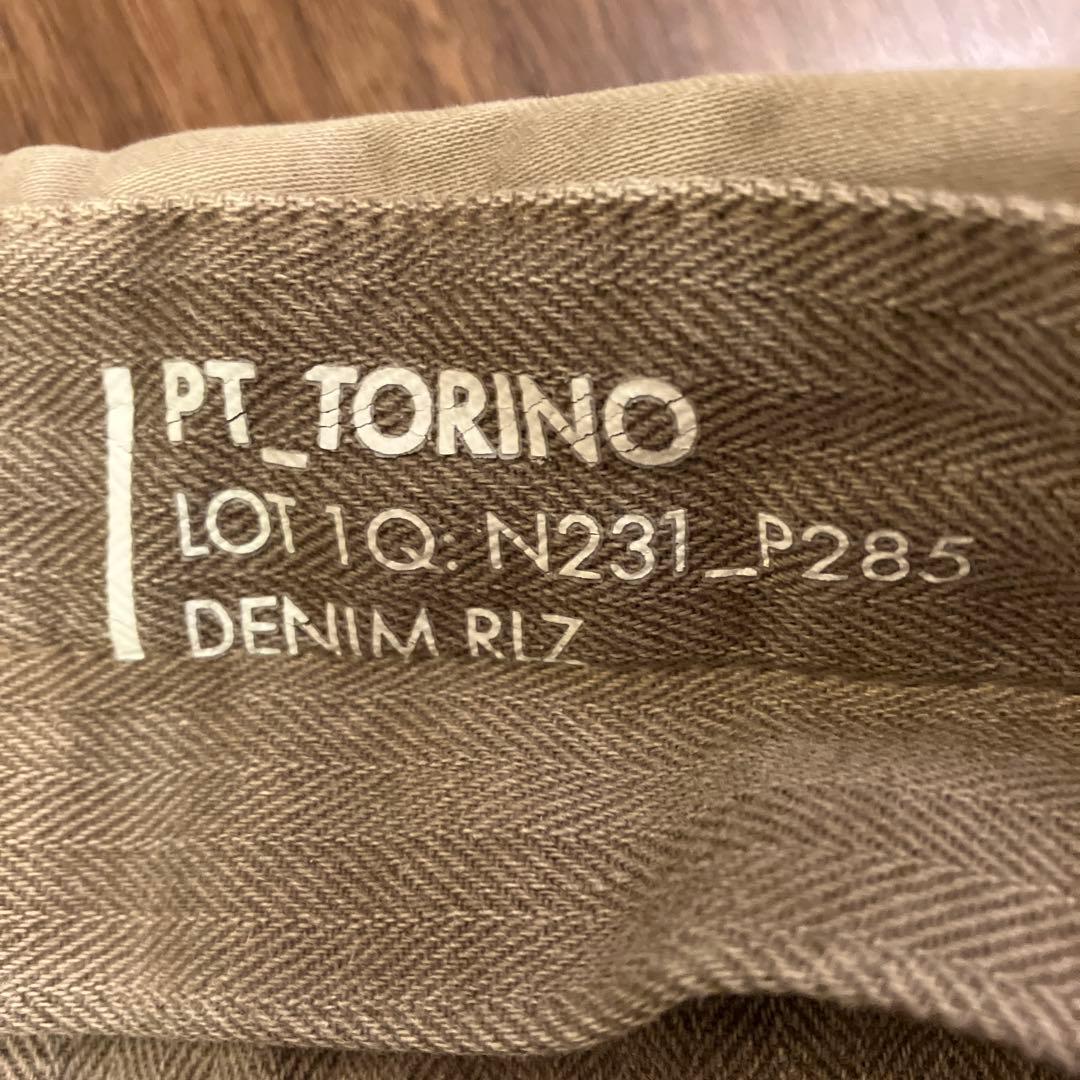 PT_TORINO
LOT 1Q: N231_P285
DENIM RLZ